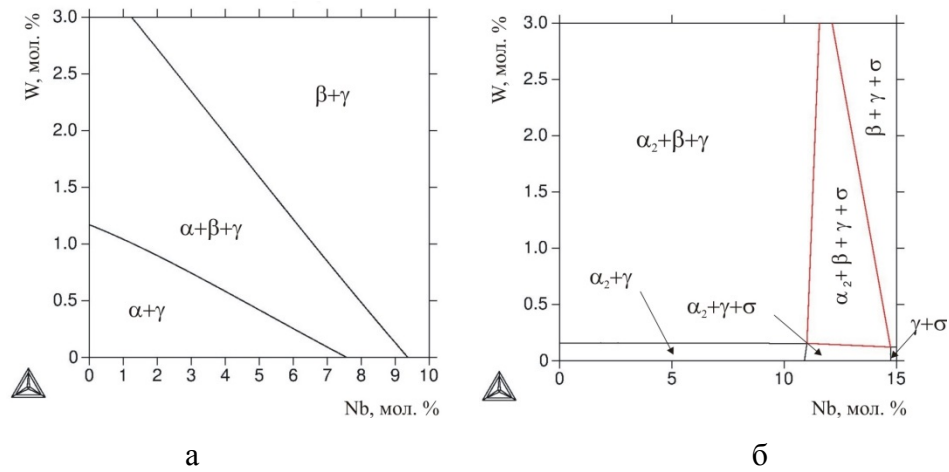 W, мол. %
3.0
2.5
2.0
1.5
1.0
0.5
0
β+γ
α+β+γ
α+γ
0 1 2 3 4 5 6 7 8 9 10
Nb, мол. %
а
W, мол. %
3.0
2.5
2.0
1.5
1.0
0.5
0
α₂+β+γ
α₂+γ
α₂+γ+σ
α₂+β+γ+σ
β+γ+σ
γ+σ
0 5 10 15
Nb, мол. %
б